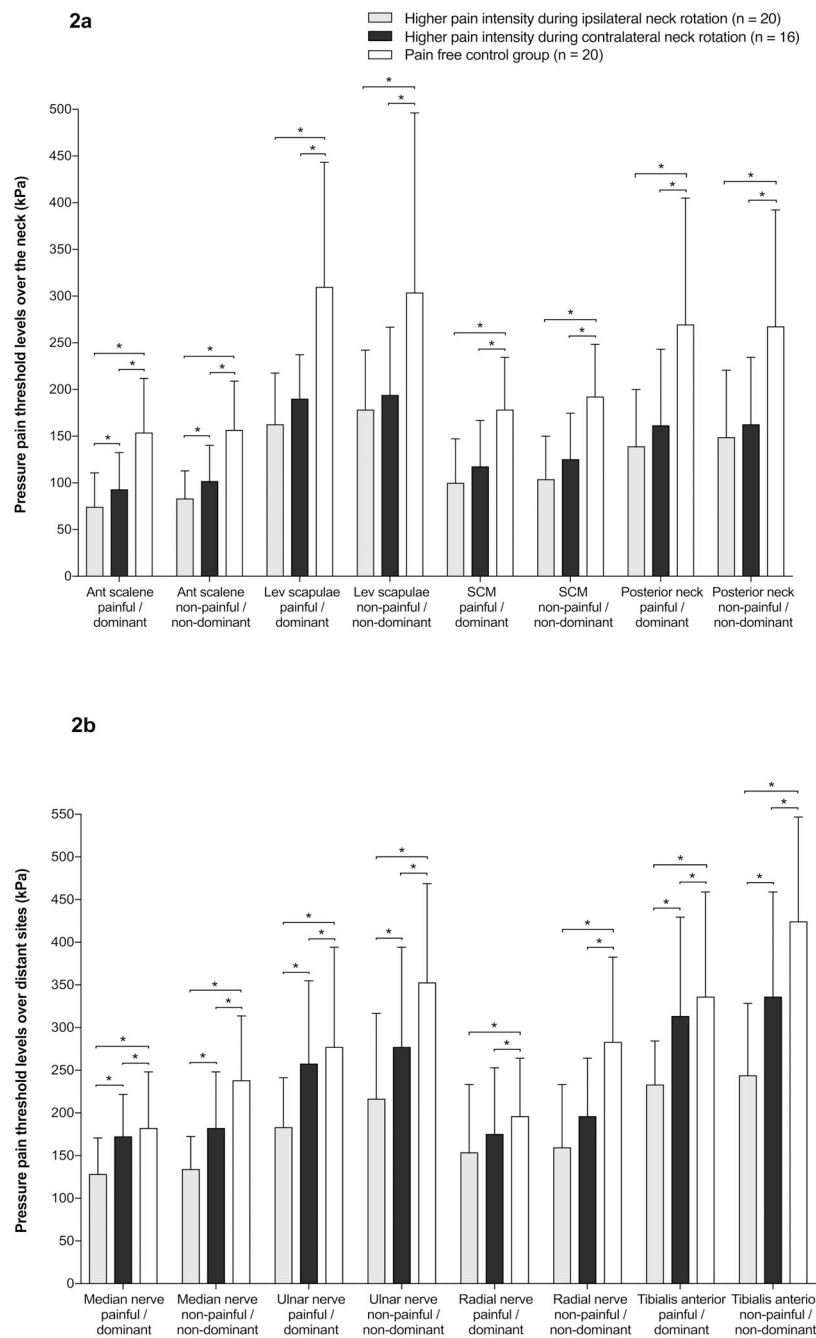 2a
Higher pain intensity during ipsilateral neck rotation (n = 20)
Higher pain intensity during contralateral neck rotation (n = 16)
Pain free control group (n = 20)
Pressure pain threshold levels over the neck (kPa)
500
450
400
350
300
250
200
150
100
50
0
* * * * * * * * * * * * * * * * * *
Ant scalene Ant scalene Lev scapulae Lev scapulae SCM SCM Posterior neck Posterior neck
painful / non-painful / painful / non-painful / painful / non-painful / painful / non-painful /
dominant non-dominant dominant non-dominant dominant non-dominant dominant non-dominant
2b
Pressure pain threshold levels over distant sites (kPa)
550
500
450
400
350
300
250
200
150
100
50
0
* * * * * * * * * * * * * * * * * * * * * *
Median nerve Median nerve Ulnar nerve Ulnar nerve Radial nerve Radial nerve Tibialis anterior Tibialis anterior
painful / non-painful / painful / non-painful / painful / non-painful / painful / non-painful /
dominant non-dominant dominant non-dominant dominant non-dominant dominant non-dominant